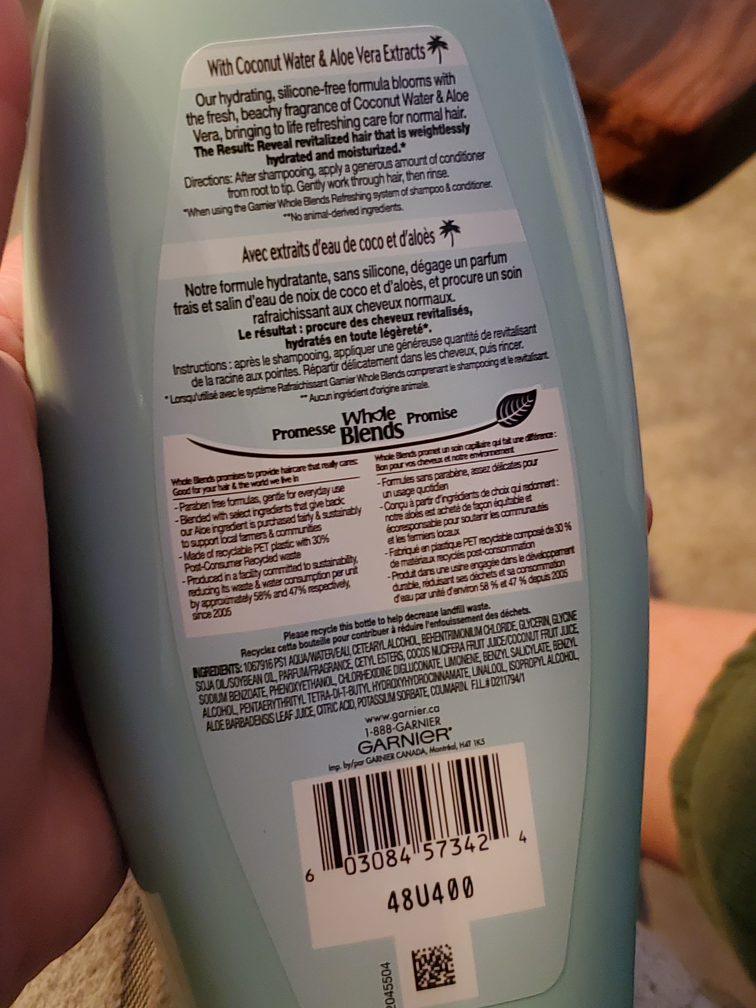 With Coconut Water & Aloe Vera Extracts
Our hydrating, silicone-free formula blooms with
the fresh, beachy fragrance of Coconut Water & Aloe
Vera, bringing to life refreshing care for normal hair.
The Result: Reveal revitalized hair that is weightlessly
hydrated and moisturized.*
Directions: After shampooing, apply a generous amount of conditioner
from root to tip. Gently work through hair, then rinse.
*When using the Garnier Whole Blends Refreshing system of shampoo & conditioner.
**No animal-derived ingredients.
Avec extraits d'eau de coco et d'aloès
Notre formule hydratante, sans silicone, dégage un parfum
frais et salin d'eau de noix de coco et d'aloès, et procure un soin
rafraichissant aux cheveux normaux.
Le résultat : procure des cheveux revitalisés,
hydratés en toute légèreté*.
Instructions : après le shampooing, appliquer une généreuse quantité de revitalisant
de la racine aux pointes. Répartir délicatement dans les cheveux, puis rincer.
* Lorsqu'utilisé avec le système Rafraichissant Garnier Whole Blends comprenant le shampooing et le revitalisant.
** Aucun ingrédient d'origine animale.
Promesse Whole Blends Promise
Whole Blends promises to provide haircare that really cares:
Good for your hair & the world we live in
- Paraben free formulas, gentle for everyday use
- Blended with select ingredients that give back:
our Aloe ingredient is purchased fairly & sustainably
to support local farmers & communities
- Made of recyclable PET plastic with 30%
Post-Consumer Recycled waste
- Produced in a facility committed to sustainability,
reducing its waste & water consumption per unit
by approximately 58% and 47% respectively,
since 2005
Whole Blends promet un soin capillaire qui fait une différence :
Bon pour vos cheveux et notre environnement
- Formules sans parabène, assez délicates pour
un usage quotidien
- Conçu à partir d'ingrédients de choix qui redonnent :
notre aloès est acheté de façon équitable et
écoresponsable pour soutenir les communautés
et les fermiers locaux
- Fabriqué en plastique PET recyclable composé de 30 %
de matériaux recyclés post-consommation
- Produit dans une usine engagée dans le développement
durable, réduisant ses déchets et sa consommation
d'eau par unité d'environ 58 % et 47 % depuis 2005
Please recycle this bottle to help decrease landfill waste.
Recyclez cette bouteille pour contribuer à réduire l'enfouissement des déchets.
INGREDIENTS: 1067916 PS1 AQUA/WATER/EAU, CETEARYL ALCOHOL, BEHENTRIMONIUM CHLORIDE, GLYCERIN, GLYCINE
SOJA OIL/SOYBEAN OIL, PARFUM/FRAGRANCE, CETYL ESTERS, COCOS NUCIFERA FRUIT JUICE/COCONUT FRUIT JUICE,
SODIUM BENZOATE, PHENOXYETHANOL, CHLORHEXIDINE DIGLUCONATE, LIMONENE, BENZYL SALICYLATE, BENZYL
ALCOHOL, PENTAERYTHRITYL TETRA-DI-T-BUTYL HYDROXYHYDROCINNAMATE, LINALOOL, ISOPROPYL ALCOHOL,
ALOE BARBADENSIS LEAF JUICE, CITRIC ACID, POTASSIUM SORBATE, COUMARIN. F.I.L.# D211794/1
www.garnier.ca
1-888-GARNIER
GARNIER
Imp. by/par GARNIER CANADA, Montréal, H4T 1K5
6 03084 57342 4
48U400
2045504